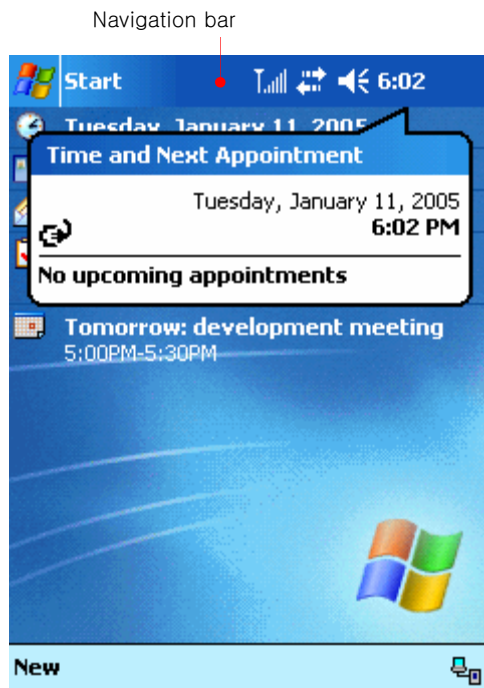 Navigation bar
Start 6:02
Tuesday, January 11, 2005
Time and Next Appointment
Tuesday, January 11, 2005
6:02 PM
No upcoming appointments
Tomorrow: development meeting
5:00PM-5:30PM
New